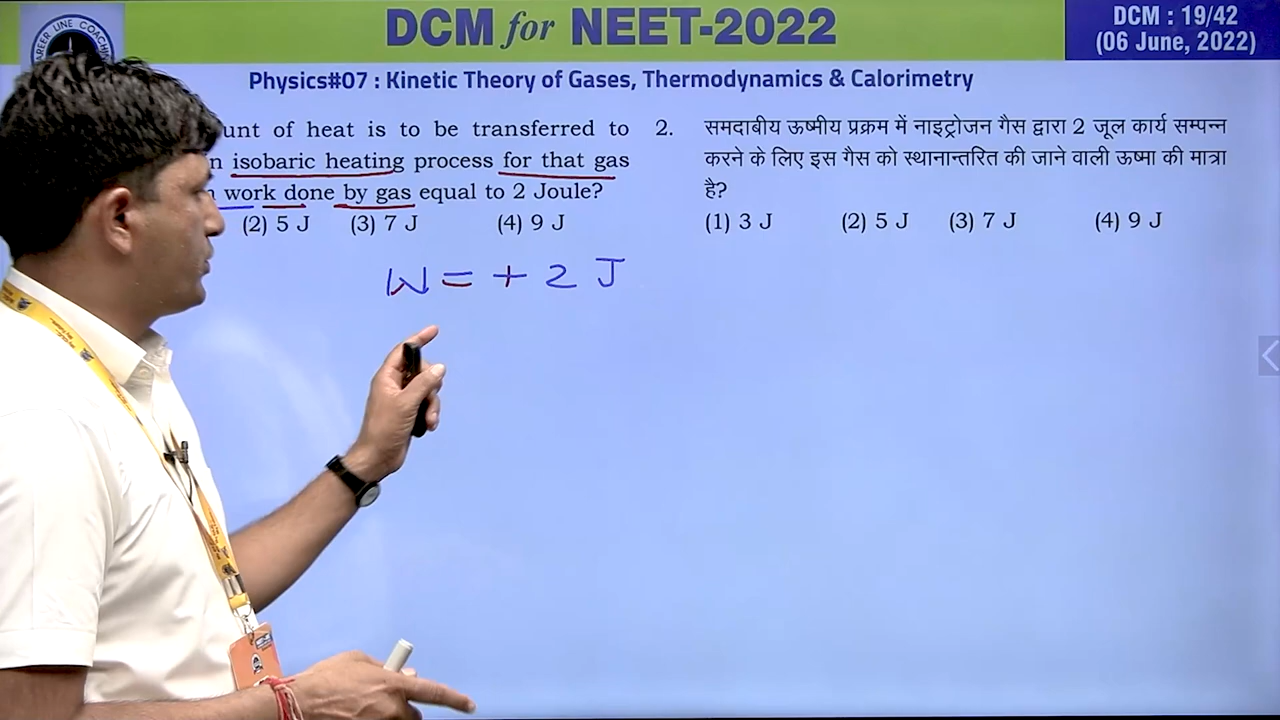 DCM for NEET-2022
DCM : 19/42
(06 June, 2022)
Physics#07 : Kinetic Theory of Gases, Thermodynamics & Calorimetry
of heat is to be transferred to
isobaric heating process for that gas
work done by gas equal to 2 Joule?
(2) 5 J (3) 7 J (4) 9 J
2. समदाबीय ऊष्मीय प्रक्रम में नाइट्रोजन गैस द्वारा 2 जूल कार्य सम्पन्न
करने के लिए इस गैस को स्थानान्तरित की जाने वाली ऊष्मा की मात्रा
है?
(1) 3 J (2) 5 J (3) 7 J (4) 9 J
W = + 2 J